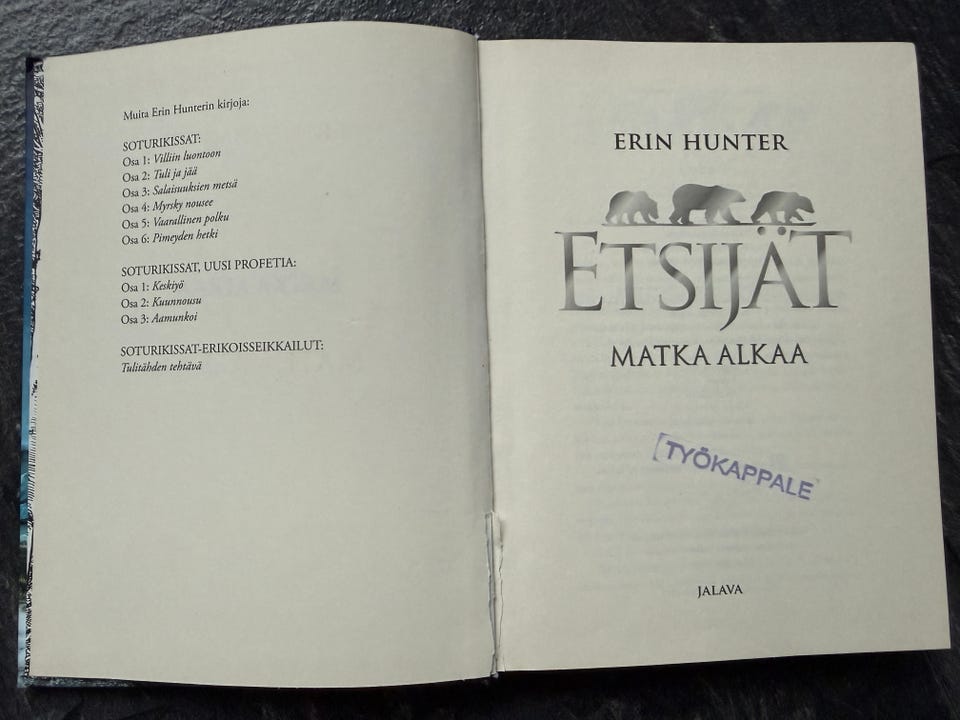 Muita Erin Hunterin kirjoja:
SOTURIKISSAT:
Osa 1: Villiin luontoon
Osa 2: Tuli ja jää
Osa 3: Salaisuuksien metsä
Osa 4: Myrsky nousee
Osa 5: Vaarallinen polku
Osa 6: Pimeyden hetki
SOTURIKISSAT, UUSI PROFETIA:
Osa 1: Keskiyö
Osa 2: Kuunnousu
Osa 3: Aamunkoi
SOTURIKISSAT-ERIKOISSEIKKAILUT:
Tulitähden tehtävä
ERIN HUNTER
ETSIJÄT
MATKA ALKAA
TYÖKAPPALE
JALAVA